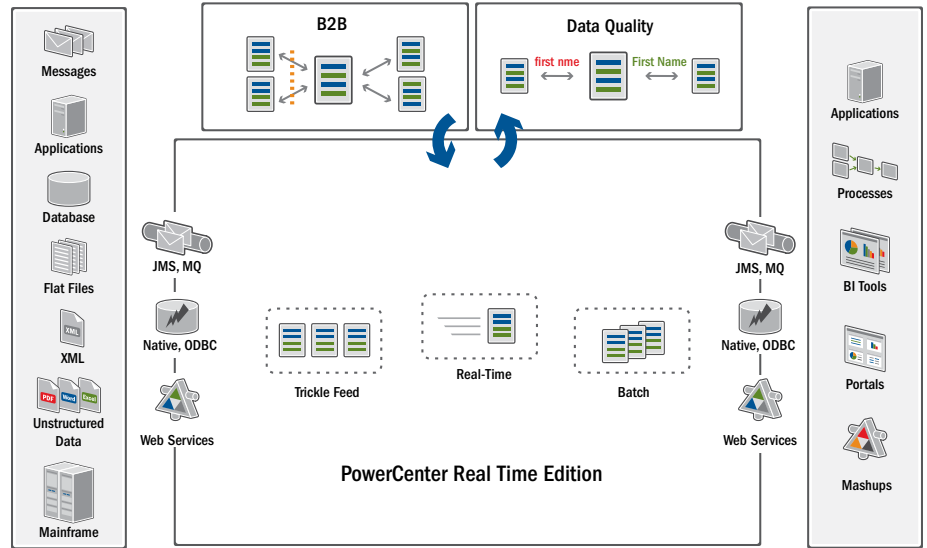 Messages
Applications
Database
Flat Files
XML
XML
PDF Word Excel
Unstructured
Data
Mainframe
B2B
Data Quality
first nme
First Name
JMS, MQ
Native, ODBC
Web Services
Trickle Feed
Real-Time
Batch
PowerCenter Real Time Edition
JMS, MQ
Native, ODBC
Web Services
Applications
Processes
BI Tools
Portals
Mashups